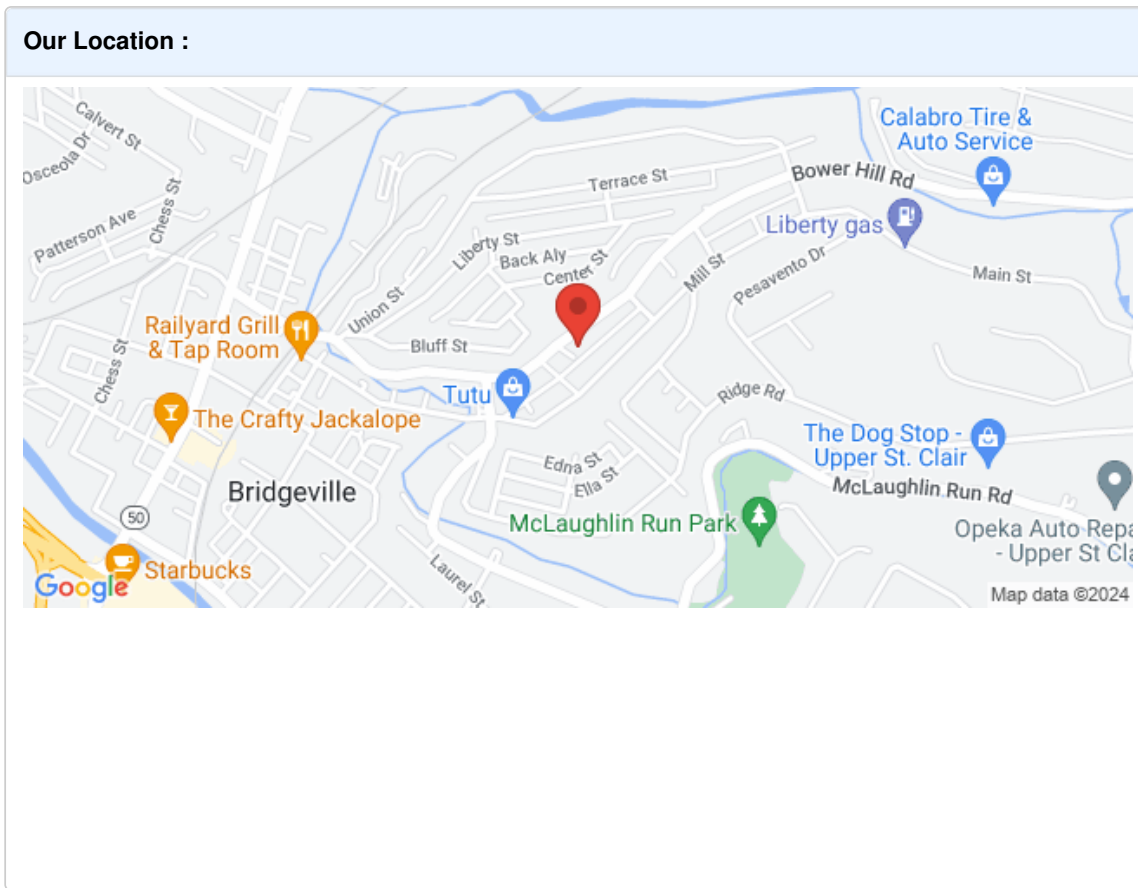 Our Location :
Calvert St
Osceola Dr
Chess St
Patterson Ave
Calabro Tire &
Auto Service
Bower Hill Rd
Terrace St
Liberty gas
Liberty St
Back Aly
Center St
Mill St
Pesavento Dr
Main St
Union St
Railyard Grill
& Tap Room
Bluff St
Chess St
Tutu
Ridge Rd
The Crafty Jackalope
The Dog Stop -
Upper St. Clair
Edna St
Ella St
McLaughlin Run Rd
Bridgeville
McLaughlin Run Park
50
Opeka Auto Repa
- Upper St Cla
Starbucks
Laurel St
Google
Map data ©2024